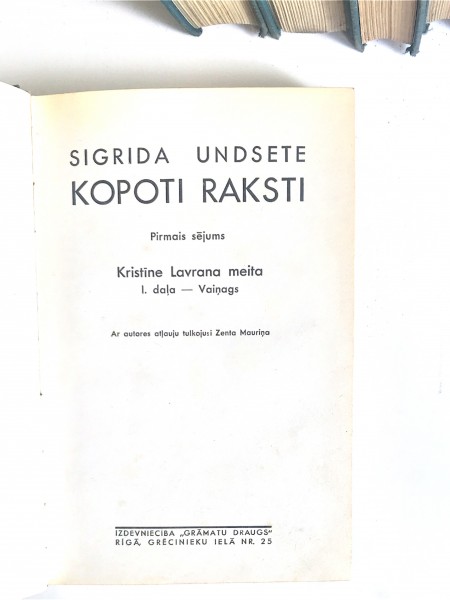 SIGRIDA UNDSETE
KOPOTI RAKSTI
Pirmais sējums
Kristīne Lavrana meita
I. daļa — Vaiņags
Ar autares atļauju tulkojusi Zenta Mauriņa
IZDEVNIECĪBA „GRĀMATU DRAUGS"
RĪGĀ, GRĒCINIEKU IELĀ NR. 25